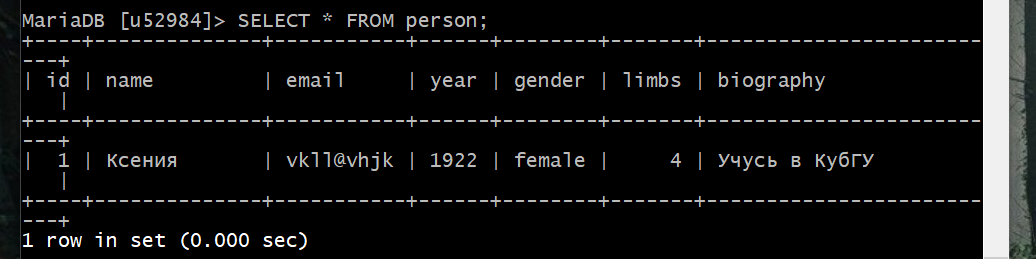 MariaDB [u52984]> SELECT * FROM person;
+----+--------------+-----------+------+--------+-------+-----------------------
---+
| id | name         | email     | year | gender | limbs | biography
   |
+----+--------------+-----------+------+--------+-------+-----------------------
---+
|  1 | Ксения       | vkll@vhjk | 1922 | female |     4 | Учусь в КубГУ
   |
+----+--------------+-----------+------+--------+-------+-----------------------
---+
1 row in set (0.000 sec)